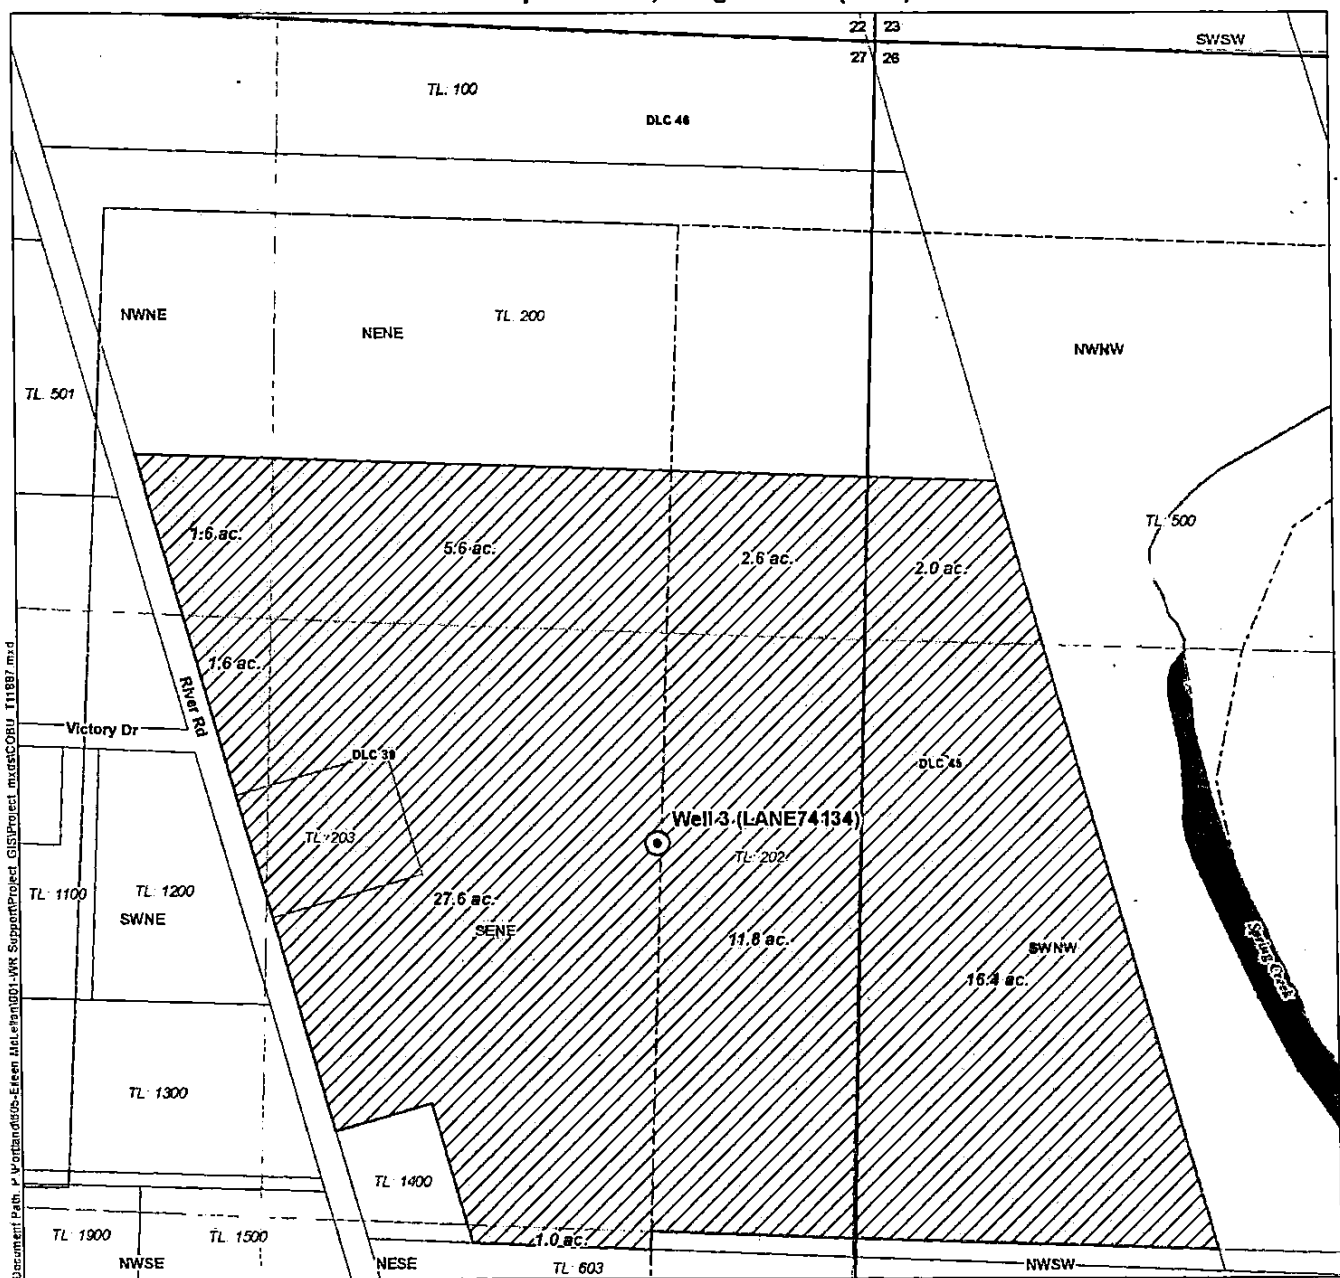 22 23
SWSW
27 26
TL: 100
DLC 46
NWNE
TL: 200
NENE
NWNW
TL: 501
TL: 500
1.6 ac.
5.6 ac.
2.6 ac.
2.0 ac.
1.6 ac.
River Rd
Victory Dr
DLC 39
DLC 45
Well 3 (LANE74134)
TL: 203
TL: 202
TL: 1100
TL: 1200
27.6 ac.
SWNE
SENE
11.8 ac.
SWNW
16.4 ac.
Spring Creek
TL: 1300
TL: 1400
TL: 1900
TL: 1500
1.0 ac.
NWSE
NESE
TL: 603
NWSW
Document Path: